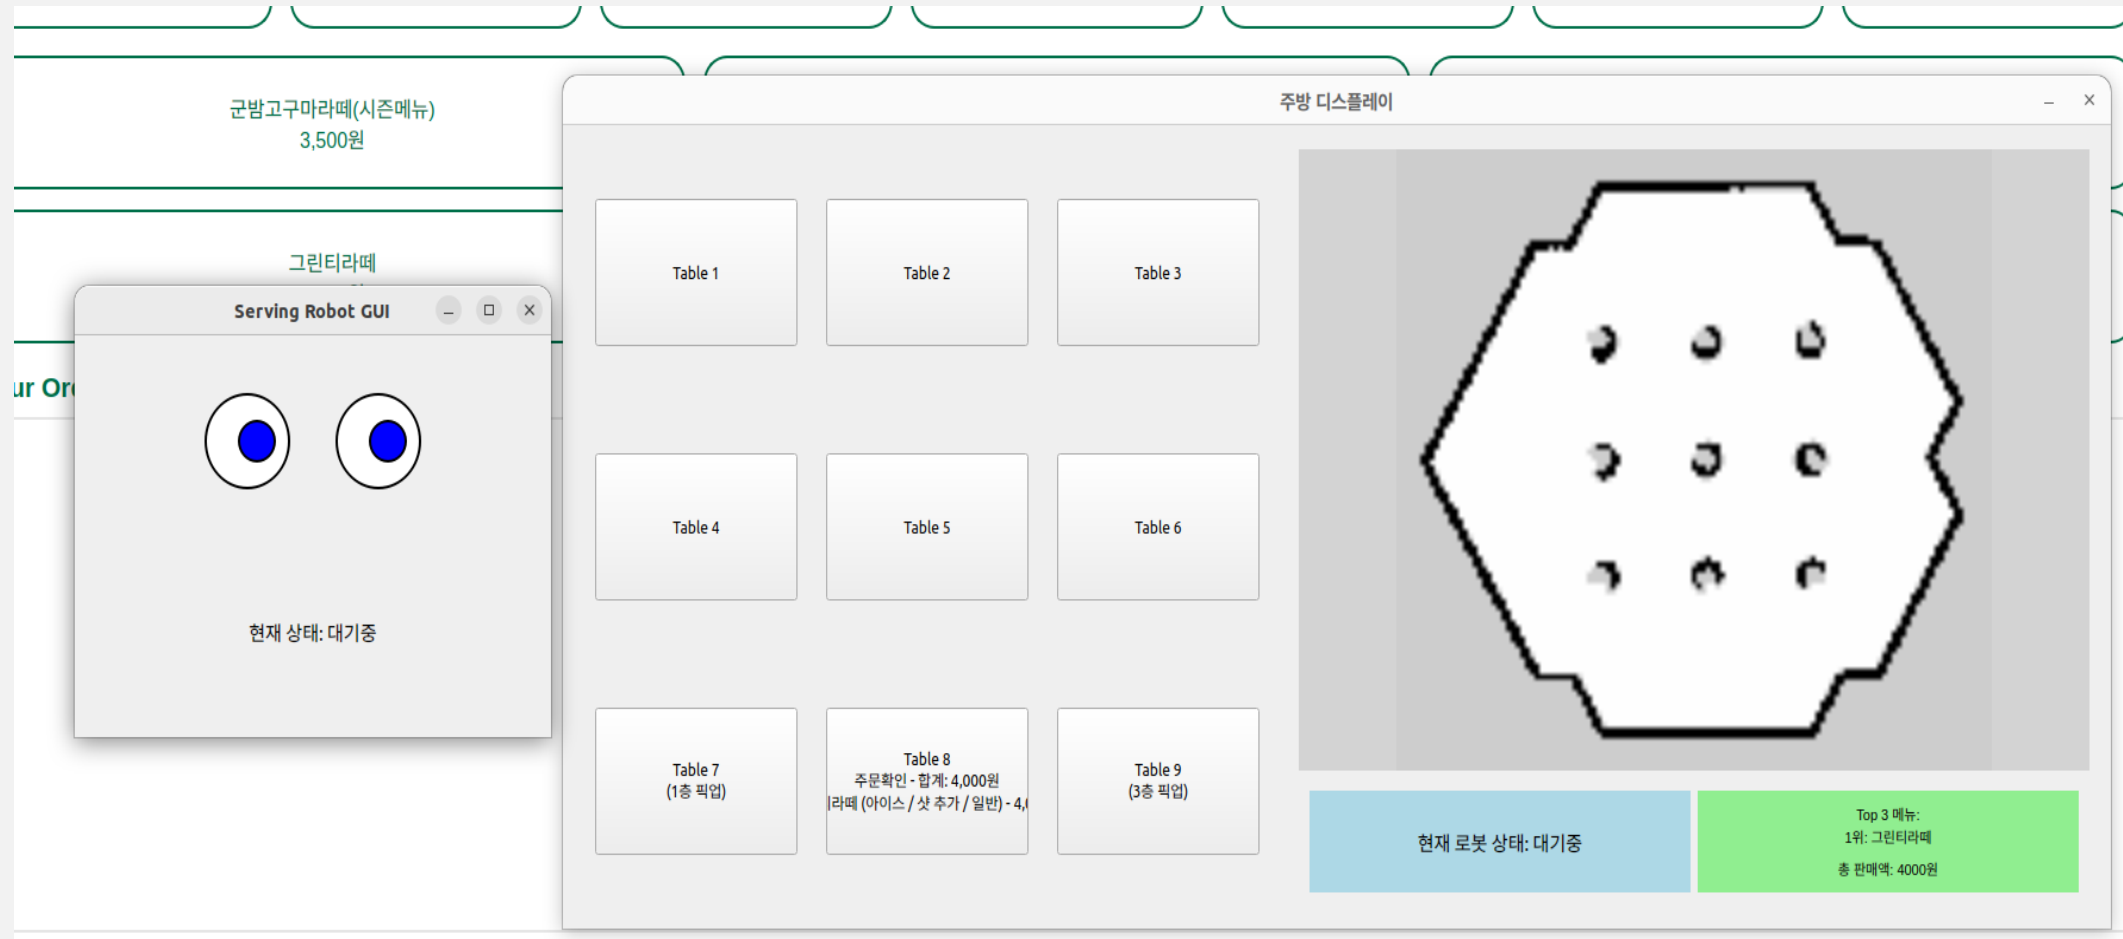 군밤고구마라떼(시즌메뉴)
3,500원
그린티라떼
ur Or
Serving Robot GUI
현재 상태: 대기중
주방 디스플레이
Table 1
Table 2
Table 3
Table 4
Table 5
Table 6
Table 7
(1층 픽업)
Table 8
주문확인 - 합계: 4,000원
라떼 (아이스 / 샷 추가 / 일반) - 4,
Table 9
(3층 픽업)
현재 로봇 상태: 대기중
Top 3 메뉴:
1위: 그린티라떼
총 판매액: 4000원